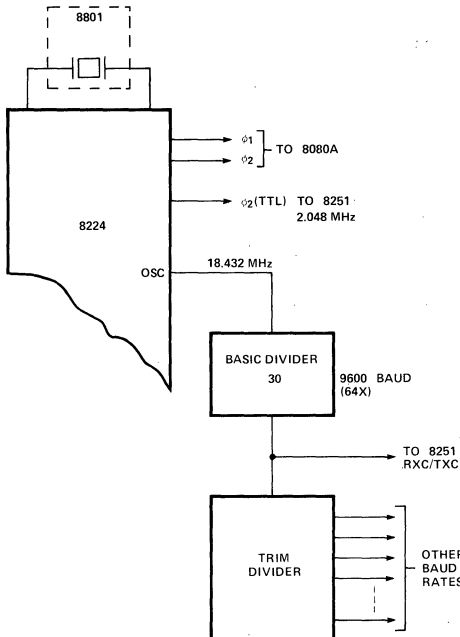 8801
ϕ1
TO 8080A
ϕ2
ϕ2(TTL) TO 8251
2.048 MHz
8224
OSC
18.432 MHz
BASIC DIVIDER
30
9600 BAUD
(64X)
TO 8251
RXC/TXC
TRIM
DIVIDER
OTHER
BAUD
RATES